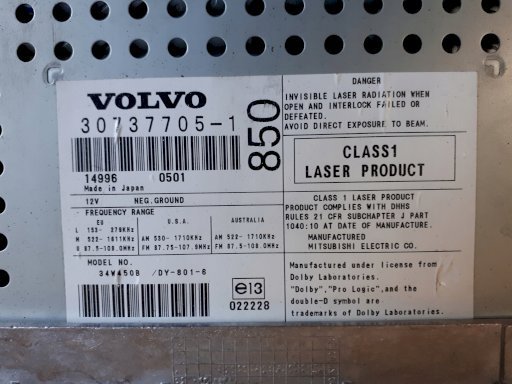 VOLVO
30737705-1
850
14996 0501
Made in Japan
12V NEG.GROUND
FREQUENCY RANGE
EU U.S.A. AUSTRALIA
L 153- 279KHz
M 522-1611KHz AM 530-1710KHz AM 522-1710KHz
U 87.5-108.0MHz FM 87.75-107.9MHz FM 87.5-108.0MHz
MODEL NO.
34W450B /DY-801-6
e13
022228
DANGER
INVISIBLE LASER RADIATION WHEN
OPEN AND INTERLOCK FAILED OR
DEFEATED.
AVOID DIRECT EXPOSURE TO BEAM.
CLASS1
LASER PRODUCT
CLASS 1 LASER PRODUCT
PRODUCT COMPLIES WITH DHHS
RULES 21 CFR SUBCHAPTER J PART
1040:10 AT DATE OF MANUFACTURE.
MANUFACTURED
MITSUBISHI ELECTRIC CO.
Manufactured under license from
Dolby Laboratories.
"Dolby","Pro Logic",and the
double-D symbol are
trademarks of Dolby Laboratories.